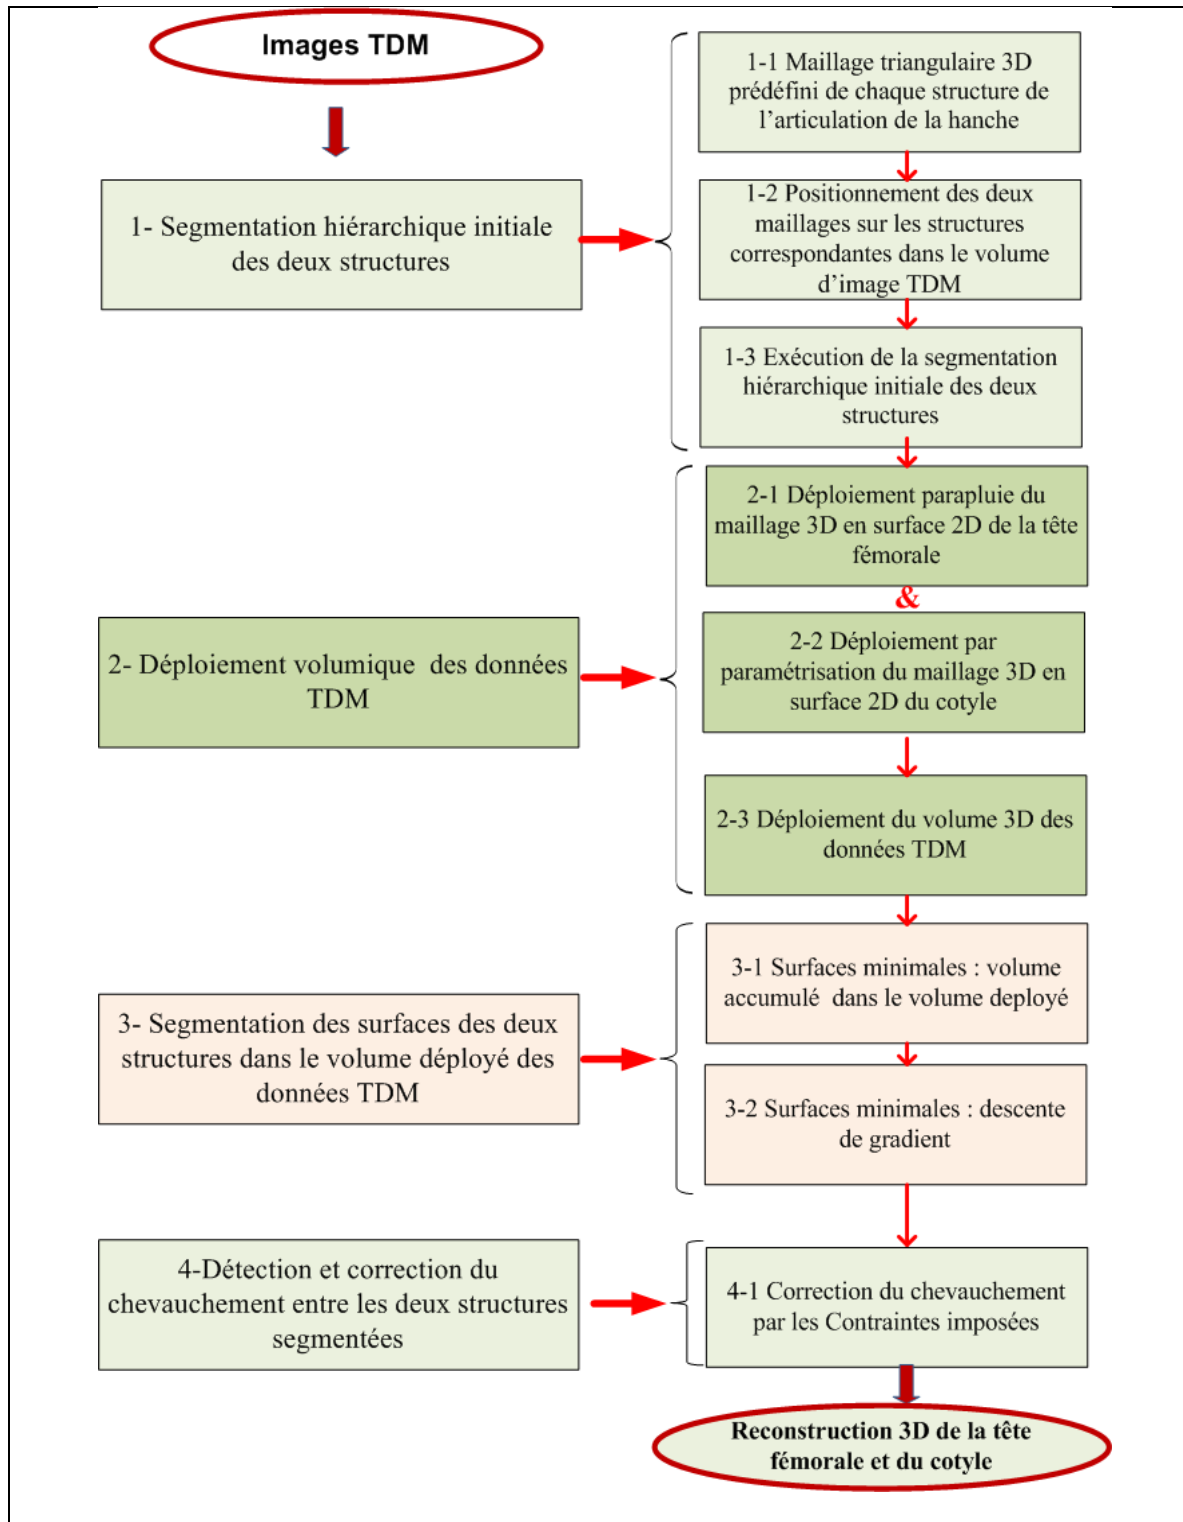 Images TDM
1- Segmentation hiérarchique initiale
des deux structures
1-1 Maillage triangulaire 3D
prédéfini de chaque structure de
l’articulation de la hanche
1-2 Positionnement des deux
maillages sur les structures
correspondantes dans le volume
d’image TDM
1-3 Exécution de la segmentation
hiérarchique initiale des deux
structures
2- Déploiement volumique des données
TDM
2-1 Déploiement parapluie du
maillage 3D en surface 2D de la tête
fémorale
&
2-2 Déploiement par
paramétrisation du maillage 3D en
surface 2D du cotyle
2-3 Déploiement du volume 3D des
données TDM
3- Segmentation des surfaces des deux
structures dans le volume déployé des
données TDM
3-1 Surfaces minimales : volume
accumulé dans le volume deployé
3-2 Surfaces minimales : descente
de gradient
4-Détection et correction du
chevauchement entre les deux structures
segmentées
4-1 Correction du chevauchement
par les Contraintes imposées
Reconstruction 3D de la tête
fémorale et du cotyle